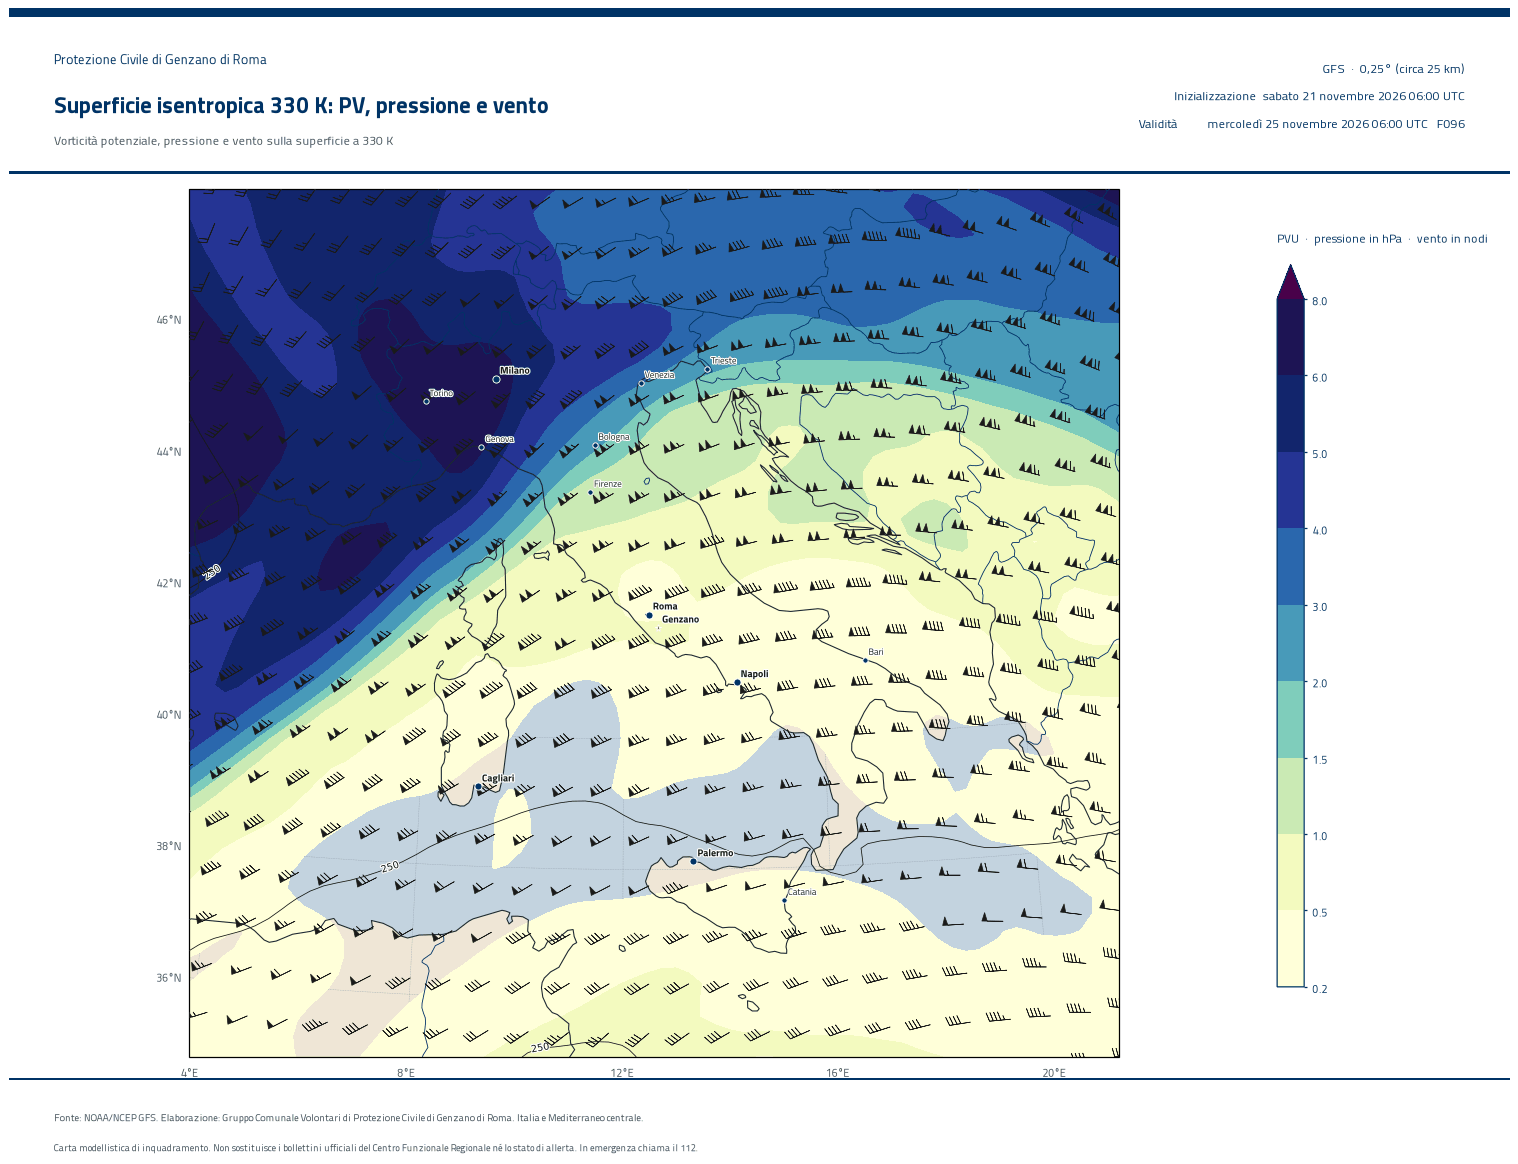 Protezione Civile di Genzano di Roma
Superficie isentropica 330 K: PV, pressione e vento
Vorticità potenziale, pressione e vento sulla superficie a 330 K
GFS · 0,25° (circa 25 km)
Inizializzazione sabato 21 novembre 2026 06:00 UTC
Validità mercoledì 25 novembre 2026 06:00 UTC F096
PVU · pressione in hPa · vento in nodi
8.0
6.0
5.0
4.0
3.0
2.0
1.5
1.0
0.5
0.2
46°N
44°N
42°N
40°N
38°N
36°N
4°E
8°E
12°E
16°E
20°E
Milano
Torino
Venezia
Trieste
Genova
Bologna
Firenze
250
Roma
Genzano
Bari
Napoli
Cagliari
250
Palermo
Catania
250
Fonte: NOAA/NCEP GFS. Elaborazione: Gruppo Comunale Volontari di Protezione Civile di Genzano di Roma. Italia e Mediterraneo centrale.
Carta modellistica di inquadramento. Non sostituisce i bollettini ufficiali del Centro Funzionale Regionale né lo stato di allerta. In emergenza chiama il 112.